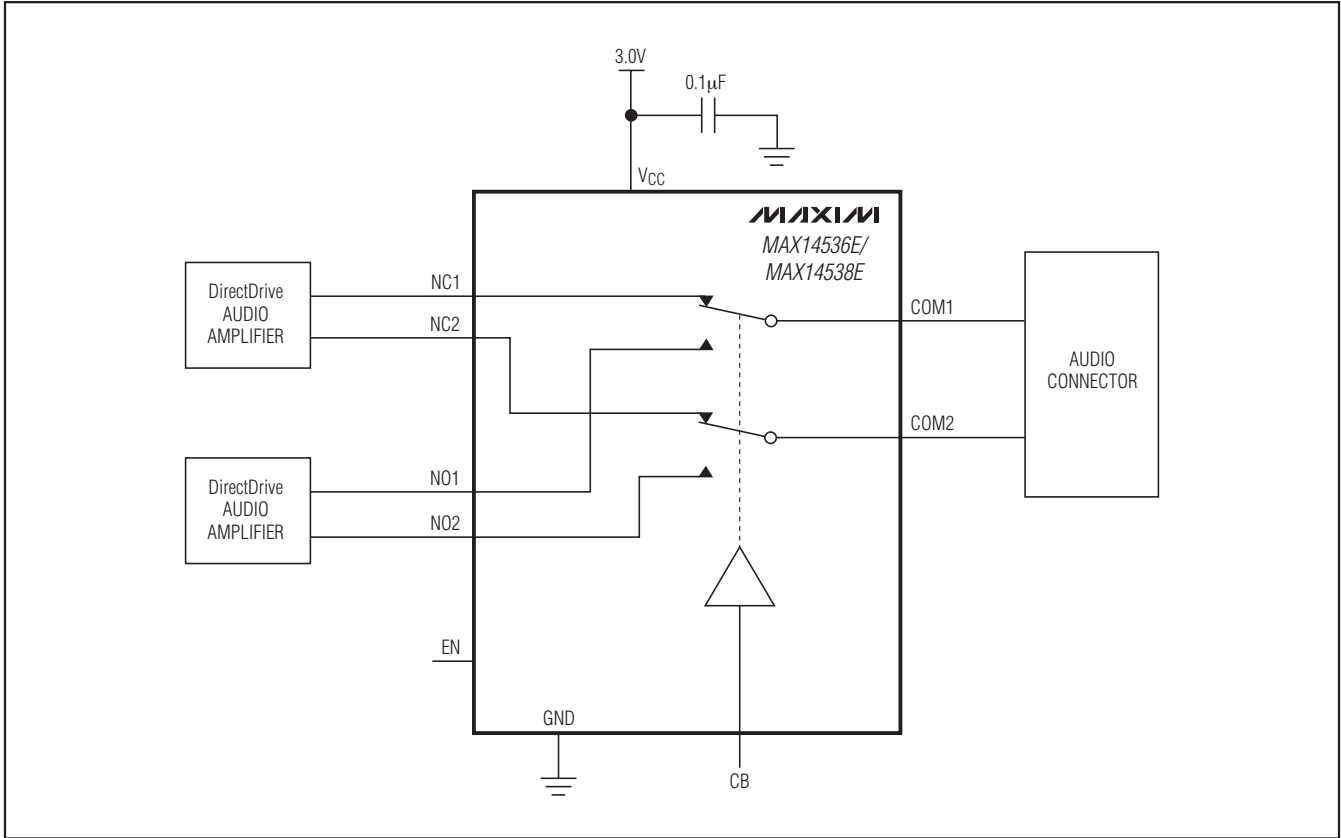 3.0V
0.1µF
VCC
MAXIM
MAX14536E/
MAX14538E
DirectDrive
AUDIO
AMPLIFIER
NC1
NC2
COM1
COM2
AUDIO
CONNECTOR
DirectDrive
AUDIO
AMPLIFIER
NO1
NO2
EN
GND
CB